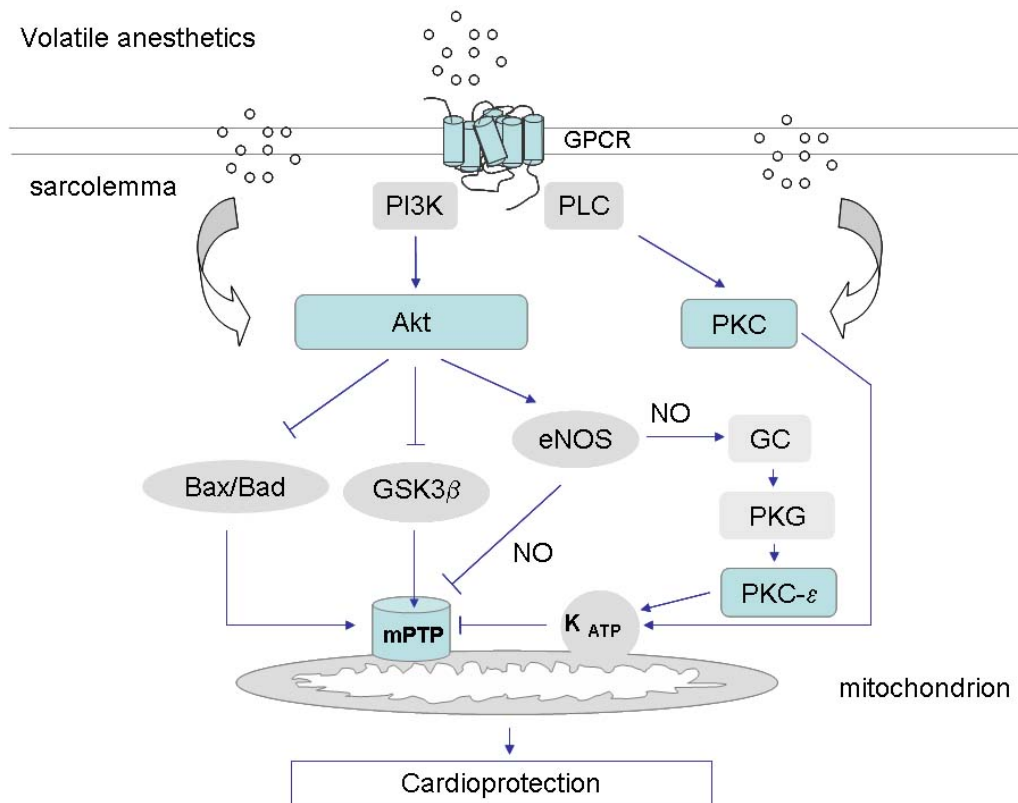 Volatile anesthetics
GPCR
sarcolemma
PI3K
PLC
Akt
PKC
NO
eNOS
GC
Bax/Bad
GSK3β
PKG
NO
PKC-ε
mPTP
K ATP
mitochondrion
Cardioprotection